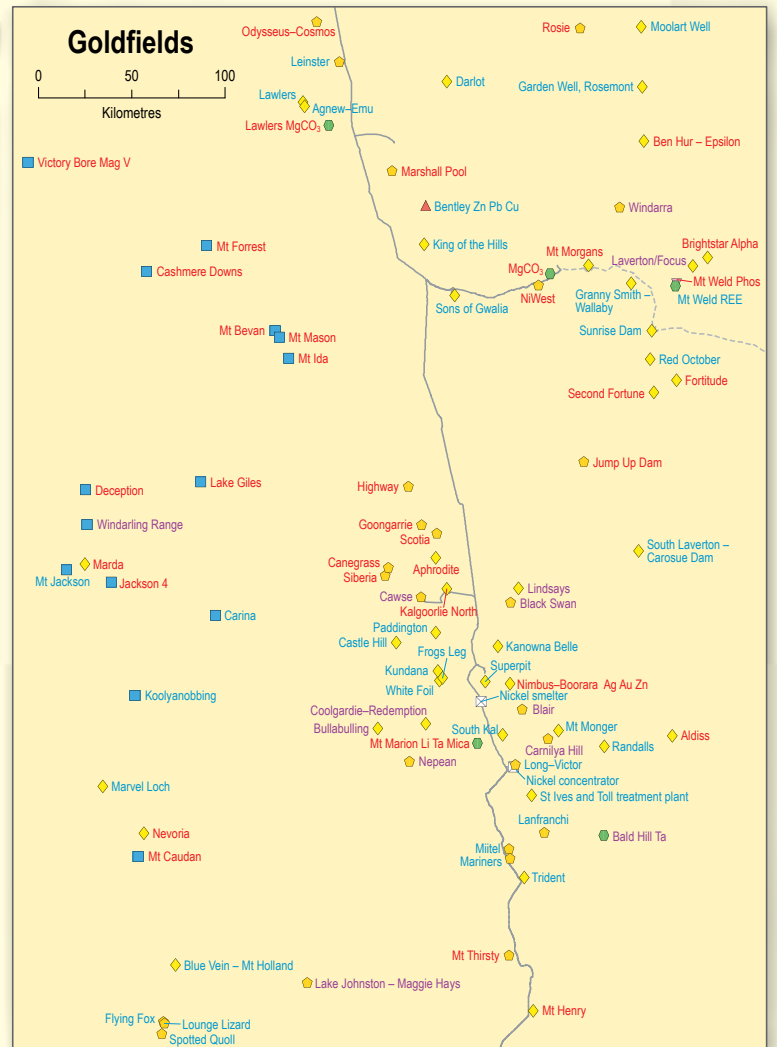 Goldfields
0 50 100
Kilometres
Odysseus–Cosmos
Rosie
Moolart Well
Leinster
Darlot
Garden Well, Rosemont
Lawlers
Agnew–Emu
Lawlers MgCO₃
Ben Hur – Epsilon
Victory Bore Mag V
Marshall Pool
Bentley Zn Pb Cu
Windarra
Mt Forrest
King of the Hills
Mt Morgans
Brightstar Alpha
Laverton/Focus
Cashmere Downs
MgCO₃
Mt Weld Phos
NiWest
Granny Smith –
Wallaby
Mt Weld REE
Sons of Gwalia
Mt Bevan
Mt Mason
Sunrise Dam
Mt Ida
Red October
Fortitude
Second Fortune
Jump Up Dam
Deception
Lake Giles
Highway
Windarling Range
Goongarrie
Scotia
South Laverton –
Carosue Dam
Marda
Canegrass
Aphrodite
Mt Jackson
Jackson 4
Siberia
Lindsays
Cawse
Black Swan
Kalgoorlie North
Carina
Paddington
Castle Hill
Frogs Leg
Kanowna Belle
Kundana
Superpit
White Foil
Nimbus–Boorara Ag Au Zn
Koolyanobbing
Nickel smelter
Coolgardie–Redemption
Blair
Bullabulling
South Kal
Mt Monger
Aldiss
Mt Marion Li Ta Mica
Carnilya Hill
Randalls
Nepean
Long–Victor
Nickel concentrator
Marvel Loch
St Ives and Toll treatment plant
Lanfranchi
Nevoria
Bald Hill Ta
Miitel
Mt Caudan
Mariners
Trident
Mt Thirsty
Blue Vein – Mt Holland
Lake Johnston – Maggie Hays
Mt Henry
Flying Fox
Lounge Lizard
Spotted Quoll